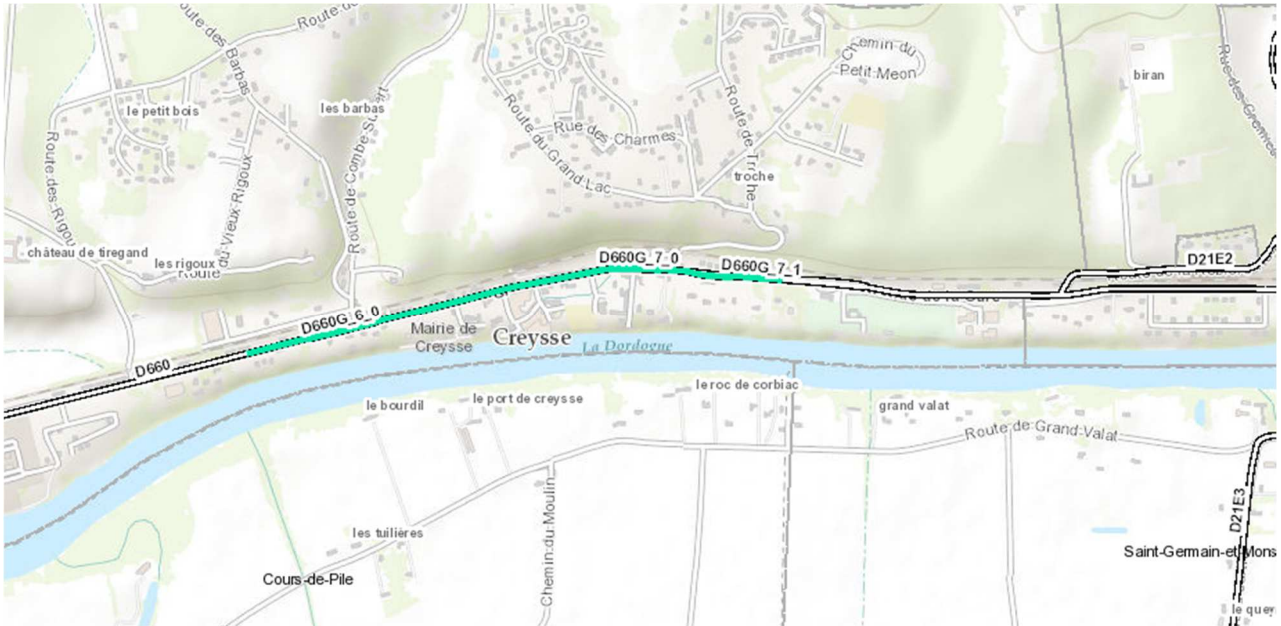 Route de
Route des Barbas
Chemin du
Petit Meon
biran
le petit bois
les barbas
Route du Grand Lac
Rue des Charmes
Route de Troche
troche
Route des Rigou
du Vieux Rigoux
Route de Combe
château de tiregand
les rigoux
Route
D660G_7_0
D660G_7_1
D21E2
D660G_6_0
Mairie de
Creysse
Creysse
La Dordogne
D660
le roc de corbiac
le bourdil
le port de creysse
grand valat
Route de Grand Valat
Chemin du Moulin
les tuilières
D21E3
Saint-Germain-et-Mons
Cours-de-Pile
le quey